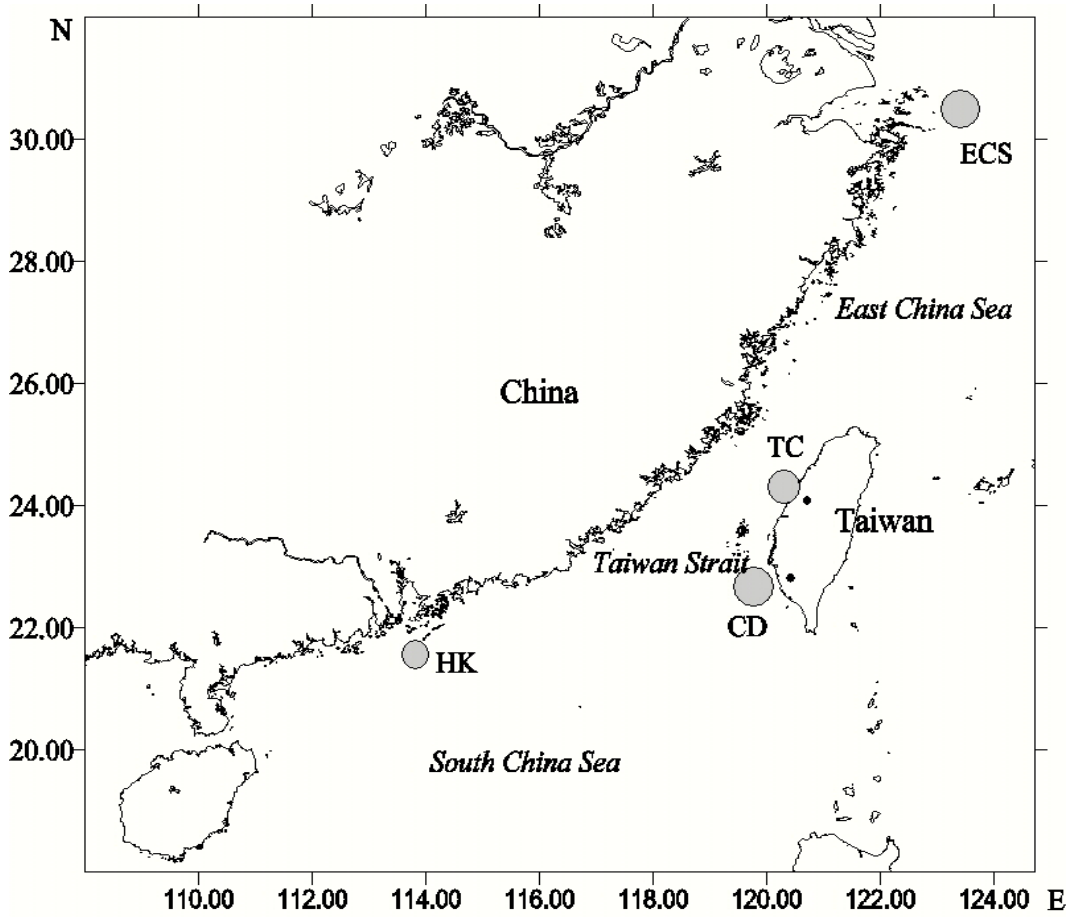 N
30.00
ECS
28.00
East China Sea
26.00
China
TC
24.00
Taiwan
Taiwan Strait
22.00
CD
HK
20.00
South China Sea
110.00 112.00 114.00 116.00 118.00 120.00 122.00 124.00 E